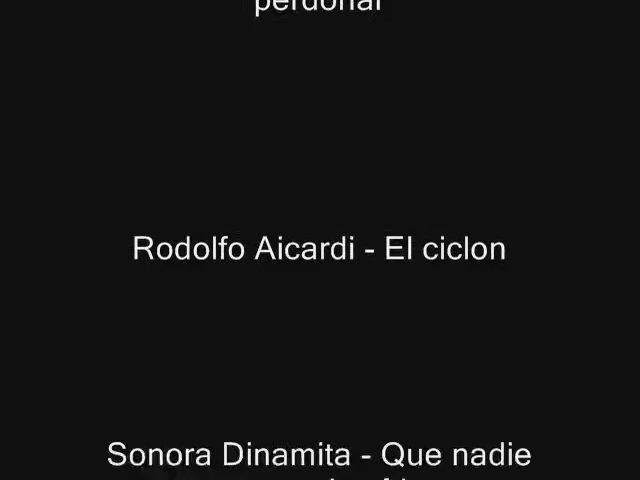 perdonar
Rodolfo Aicardi - El ciclon
Sonora Dinamita - Que nadie